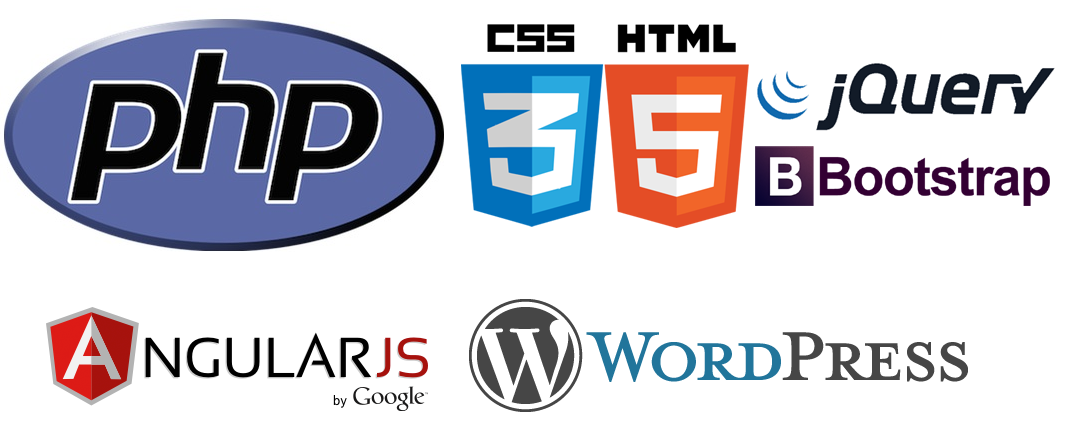 php
CSS
3
HTML
5
jQuery
B Bootstrap
ANGULARJS
by Google
W WORDPRESS